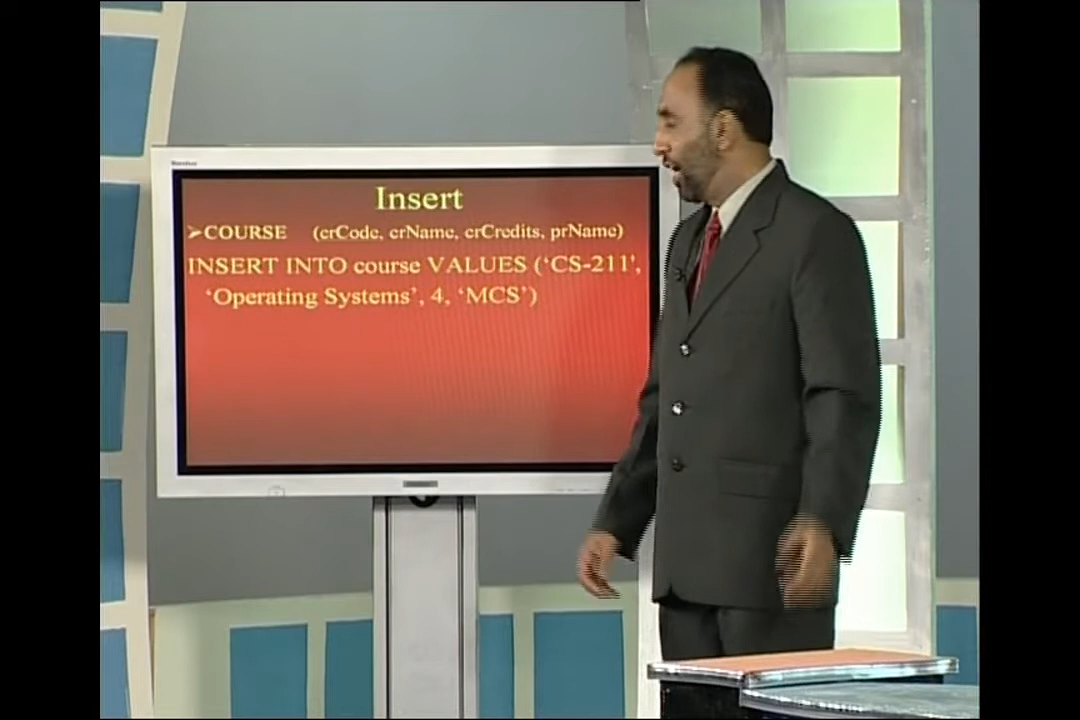 Insert
➢COURSE (crCode, crName, crCredits, prName)
INSERT INTO course VALUES (‘CS-211’,
‘Operating Systems’, 4, ‘MCS’)